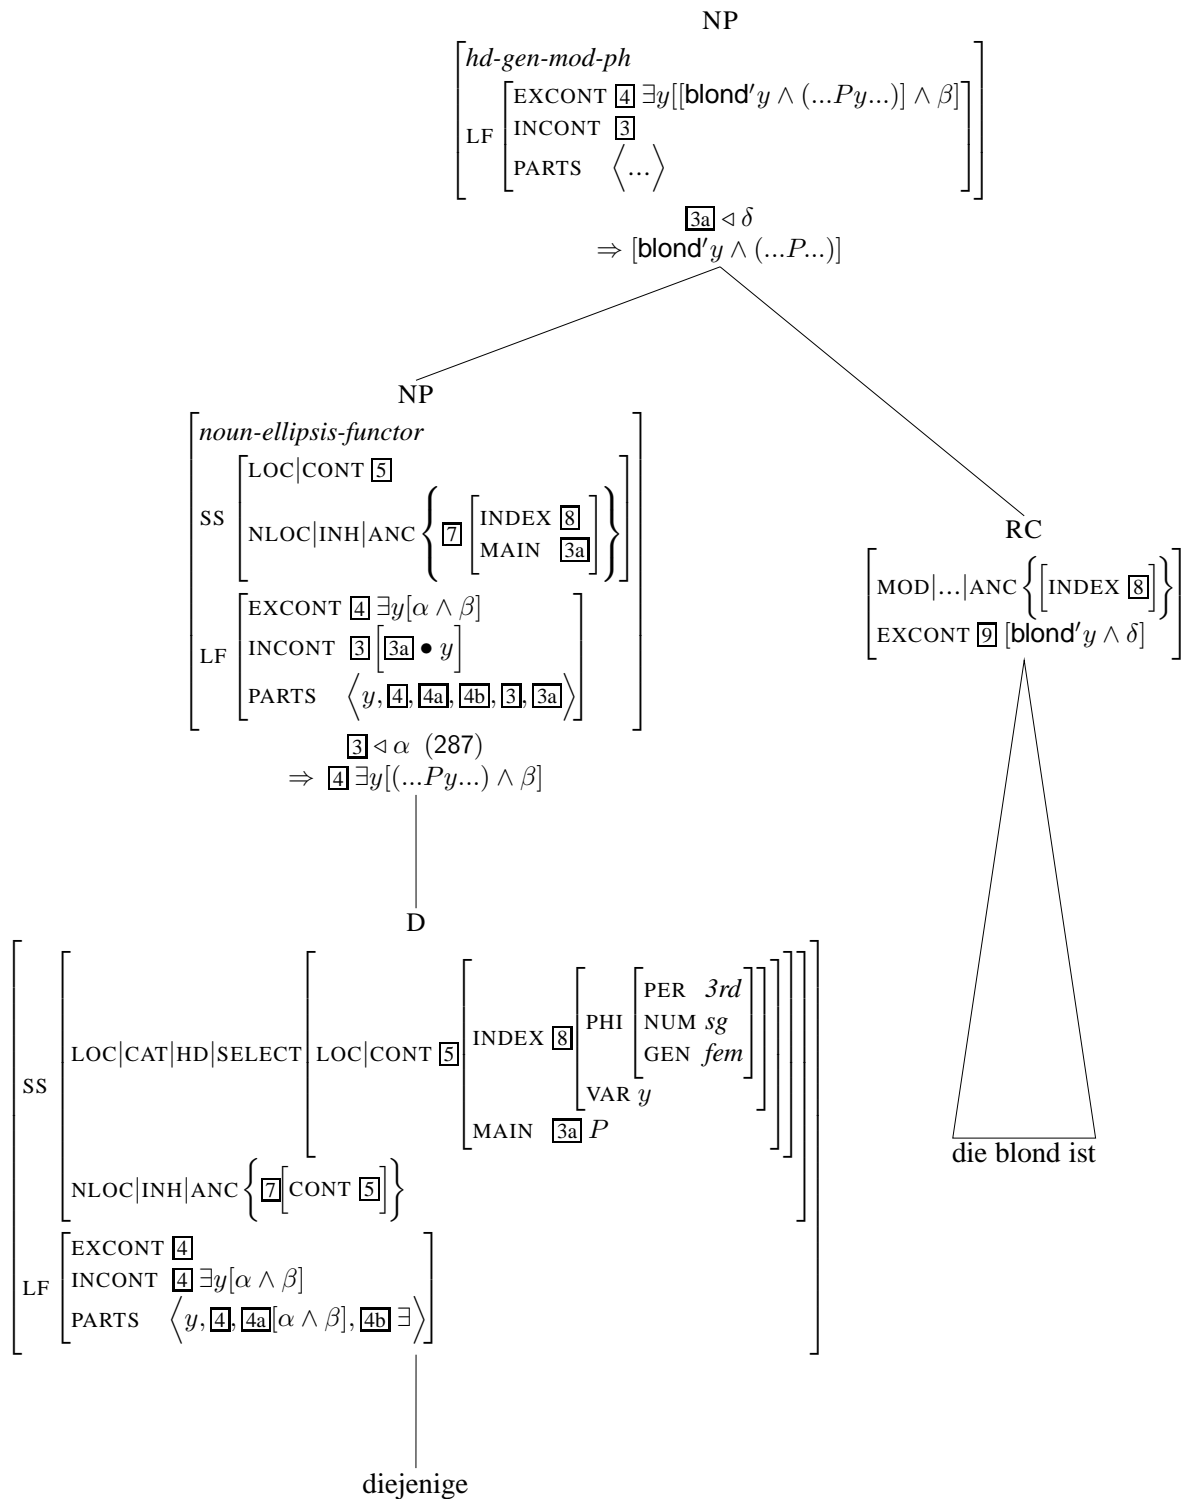 NP
hd-gen-mod-ph
LF
EXCONT 4 ∃y[[blond′y ∧ (...Py...)] ∧ β]
INCONT 3
PARTS ⟨...⟩
3a ◁ δ
⇒ [blond′y ∧ (...P...)]
NP
noun-ellipsis-functor
SS
LOC|CONT 5
NLOC|INH|ANC { 7 [
INDEX 8
MAIN 3a
] }
LF
EXCONT 4 ∃y[α ∧ β]
INCONT 3 [ 3a • y ]
PARTS ⟨y, 4, 4a, 4b, 3, 3a⟩
3 ◁ α (287)
⇒ 4 ∃y[(...Py...) ∧ β]
RC
MOD|...|ANC { [INDEX 8] }
EXCONT 9 [blond′y ∧ δ]
die blond ist
D
SS
LOC|CAT|HD|SELECT
LOC|CONT 5
INDEX 8
PHI
PER 3rd
NUM sg
GEN fem
VAR y
MAIN 3a P
NLOC|INH|ANC { 7 [CONT 5] }
LF
EXCONT 4
INCONT 4 ∃y[α ∧ β]
PARTS ⟨y, 4, 4a[α ∧ β], 4b ∃⟩
diejenige